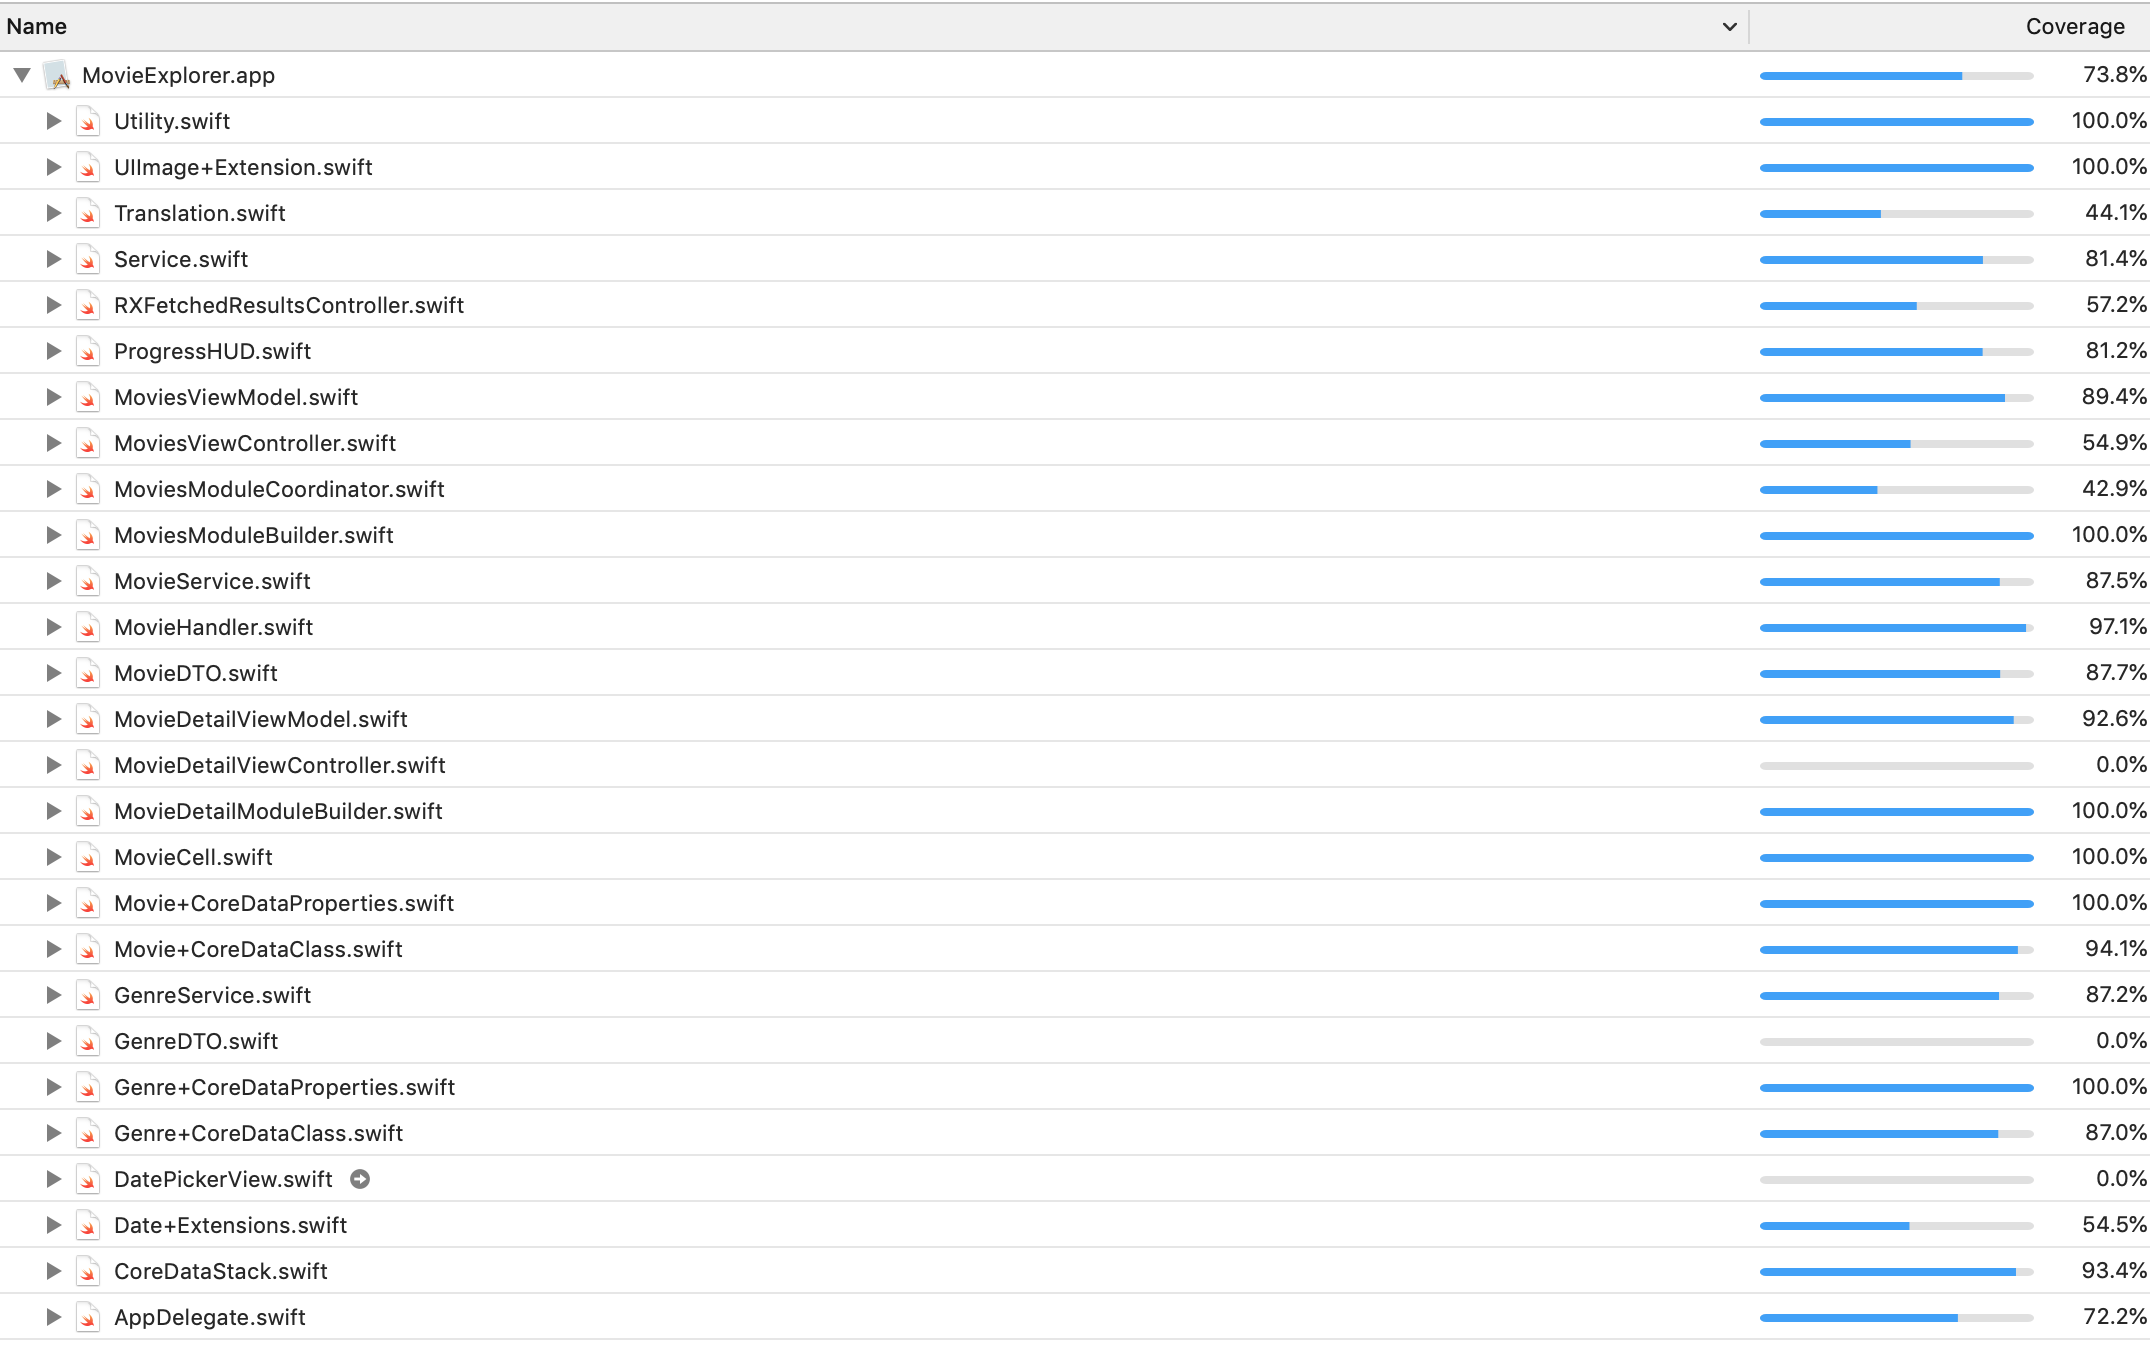 Name Coverage
MovieExplorer.app 73.8%
Utility.swift 100.0%
UIImage+Extension.swift 100.0%
Translation.swift 44.1%
Service.swift 81.4%
RXFetchedResultsController.swift 57.2%
ProgressHUD.swift 81.2%
MoviesViewModel.swift 89.4%
MoviesViewController.swift 54.9%
MoviesModuleCoordinator.swift 42.9%
MoviesModuleBuilder.swift 100.0%
MovieService.swift 87.5%
MovieHandler.swift 97.1%
MovieDTO.swift 87.7%
MovieDetailViewModel.swift 92.6%
MovieDetailViewController.swift 0.0%
MovieDetailModuleBuilder.swift 100.0%
MovieCell.swift 100.0%
Movie+CoreDataProperties.swift 100.0%
Movie+CoreDataClass.swift 94.1%
GenreService.swift 87.2%
GenreDTO.swift 0.0%
Genre+CoreDataProperties.swift 100.0%
Genre+CoreDataClass.swift 87.0%
DatePickerView.swift 0.0%
Date+Extensions.swift 54.5%
CoreDataStack.swift 93.4%
AppDelegate.swift 72.2%